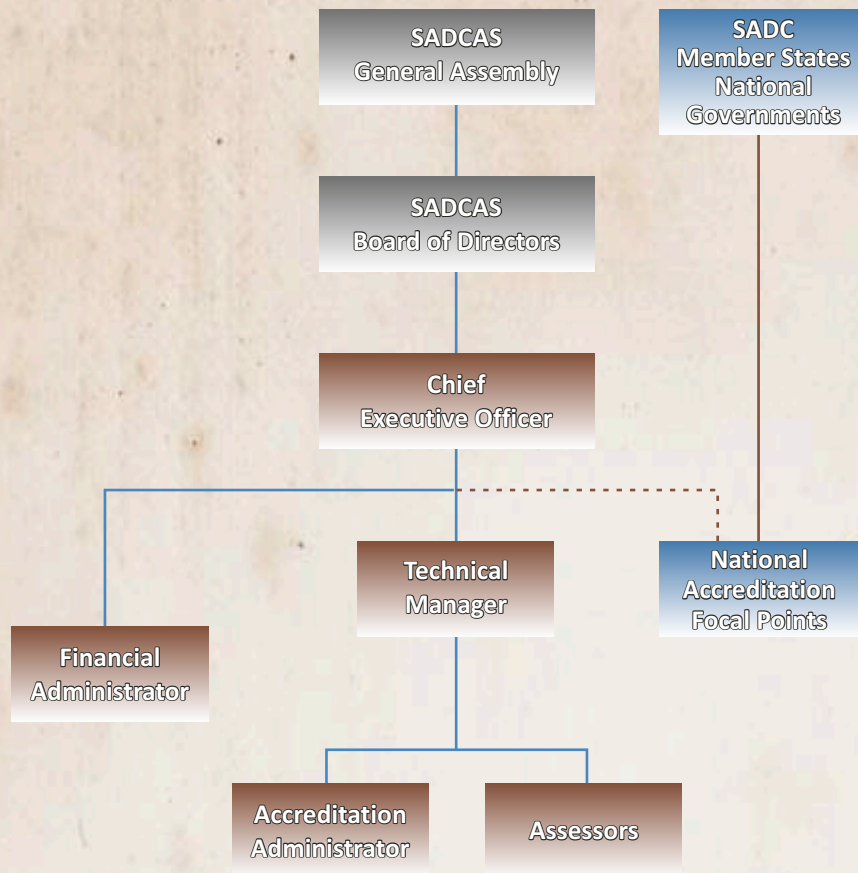 SADCAS
General Assembly
SADC
Member States
National
Governments
SADCAS
Board of Directors
Chief
Executive Officer
Technical
Manager
National
Accreditation
Focal Points
Financial
Administrator
Accreditation
Administrator
Assessors